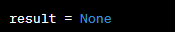 result = None